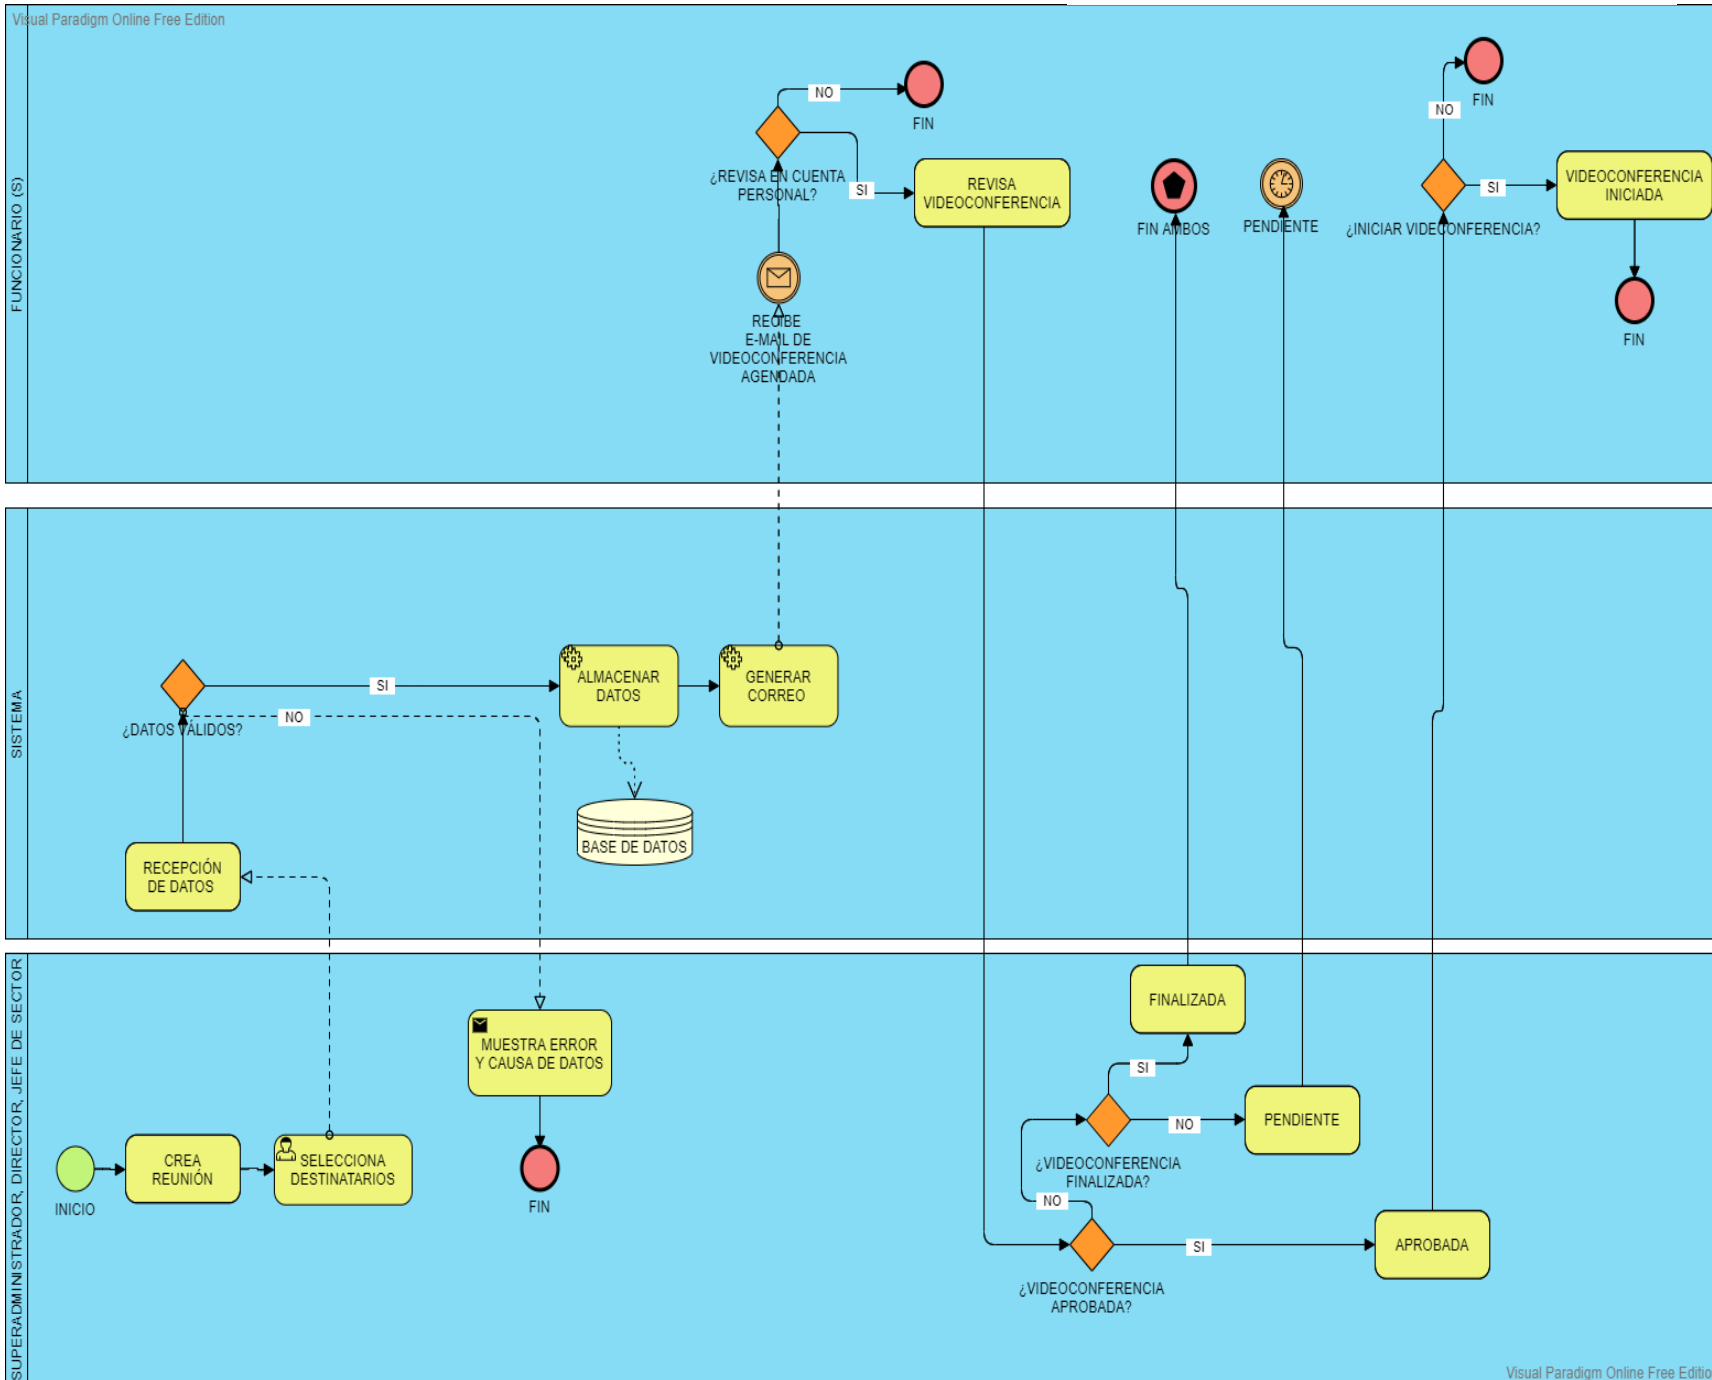 Visual Paradigm Online Free Edition
FUNCIONARIO (S)
NO
FIN
¿REVISA EN CUENTA
PERSONAL?
SI
REVISA
VIDEOCONFERENCIA
RECIBE
E-MAIL DE
VIDEOCONFERENCIA
AGENDADA
FIN AMBOS
PENDIENTE
NO
FIN
¿INICIAR VIDECONFERENCIA?
SI
VIDEOCONFERENCIA
INICIADA
FIN
SISTEMA
¿DATOS VÁLIDOS?
SI
NO
ALMACENAR
DATOS
GENERAR
CORREO
BASE DE DATOS
RECEPCIÓN
DE DATOS
SUPERADMINISTRADOR, DIRECTOR, JEFE DE SECTOR
INICIO
CREA
REUNIÓN
SELECCIONA
DESTINATARIOS
MUESTRA ERROR
Y CAUSA DE DATOS
FIN
FINALIZADA
SI
NO
PENDIENTE
¿VIDEOCONFERENCIA
FINALIZADA?
NO
SI
APROBADA
¿VIDEOCONFERENCIA
APROBADA?
Visual Paradigm Online Free Editio